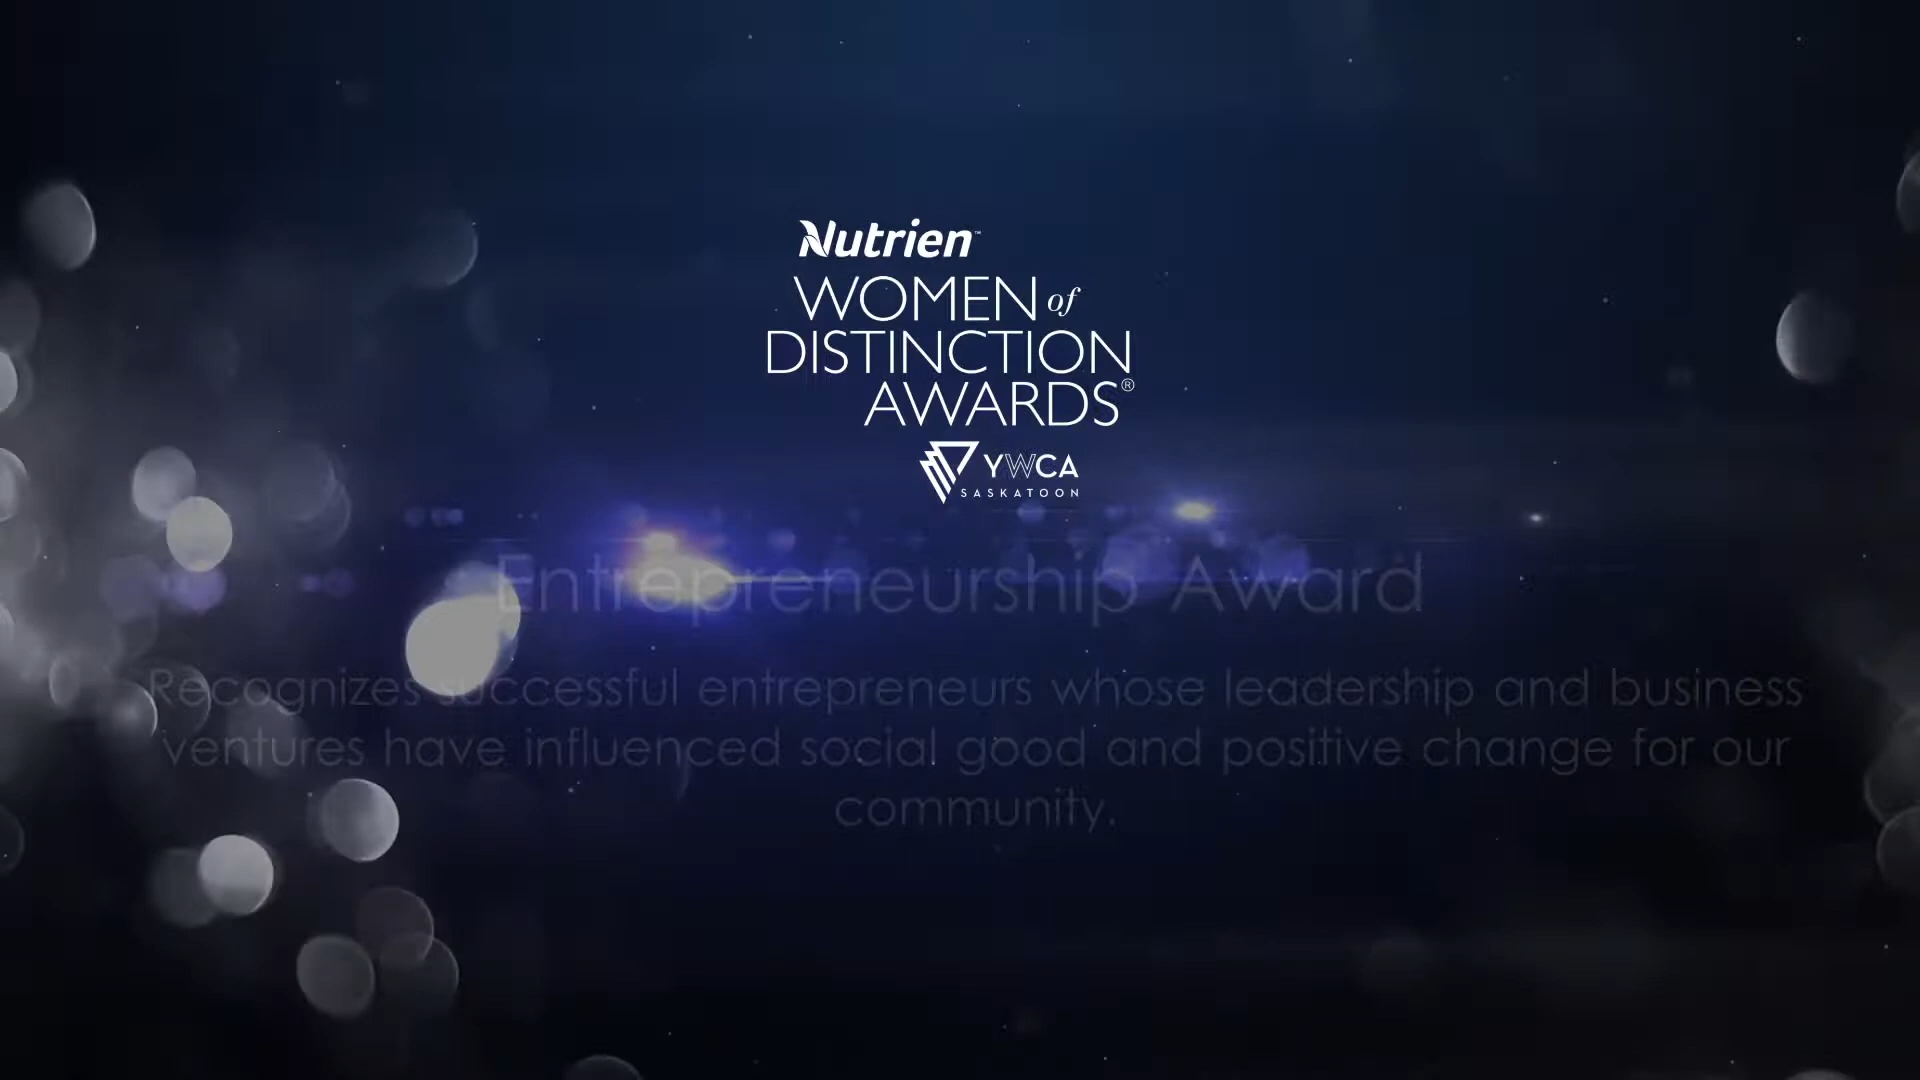 Nutrien™
WOMEN of
DISTINCTION
AWARDS®
YWCA
SASKATOON
Entrepreneurship Award
Recognizes successful entrepreneurs whose leadership and business
ventures have influenced social good and positive change for our
community.